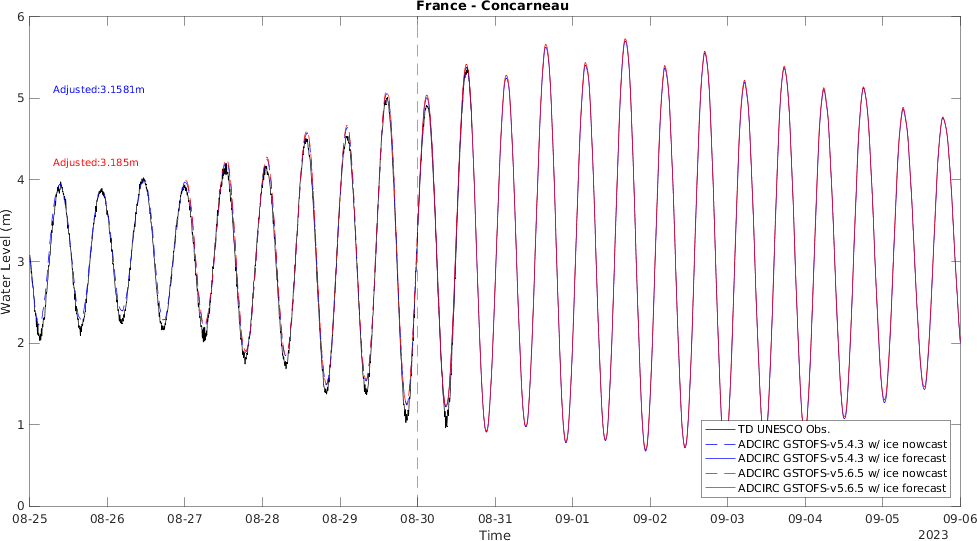 France - Concarneau
6
5
4
3
2
1
0
Water Level (m)
Adjusted:3.1581m
Adjusted:3.185m
TD UNESCO Obs.
ADCIRC GSTOFS-v5.4.3 w/ ice nowcast
ADCIRC GSTOFS-v5.4.3 w/ ice forecast
ADCIRC GSTOFS-v5.6.5 w/ ice nowcast
ADCIRC GSTOFS-v5.6.5 w/ ice forecast
08-25 08-26 08-27 08-28 08-29 08-30 08-31 09-01 09-02 09-03 09-04 09-05 09-06
Time
2023